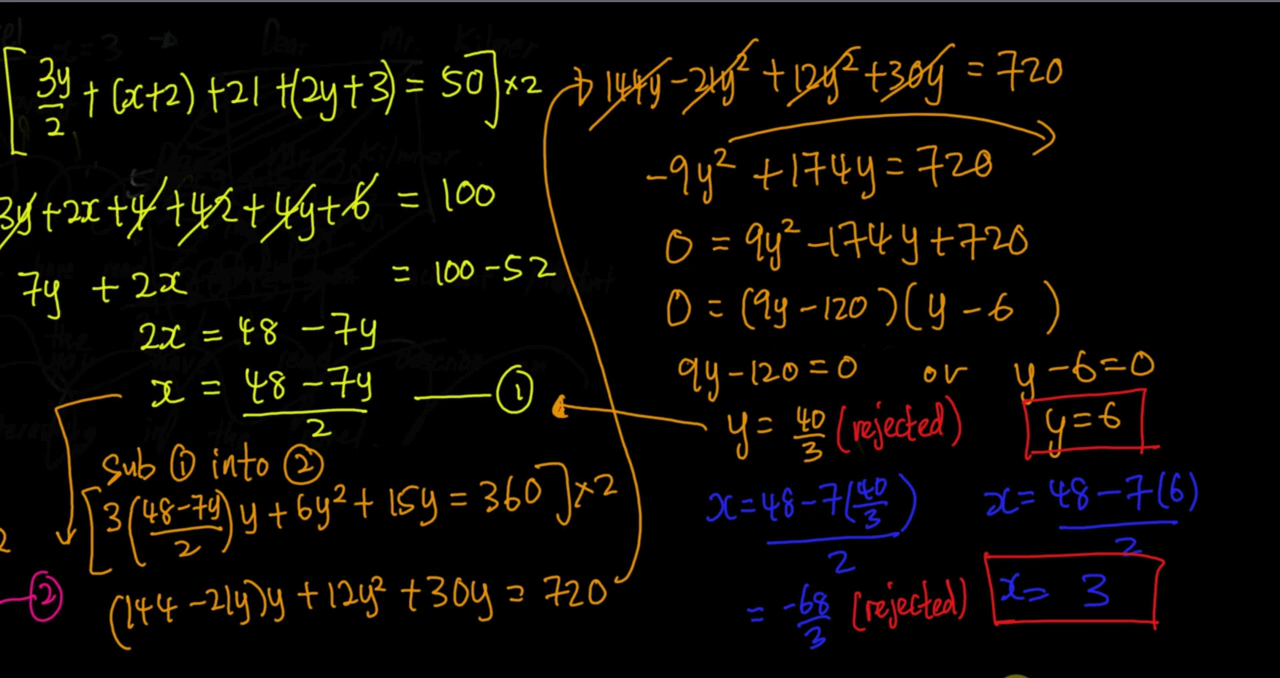 [3y/2 + (x+2) + 21 + (2y+3) = 50] ×2
3y + 2x + 4 + 42 + 4y + 6 = 100
7y + 2x = 100 - 52
2x = 48 - 7y
x = (48 - 7y)/2 —— ①
Sub ① into ②
[3((48-7y)/2)y + 6y² + 15y = 360] ×2
② (144 - 21y)y + 12y² + 30y = 720
→ 144y - 21y² + 12y² + 30y = 720
-9y² + 174y = 720
0 = 9y² - 174y + 720
0 = (9y - 120)(y - 6)
9y - 120 = 0 or y - 6 = 0
y = 40/3 (rejected) y = 6
x = (48 - 7(40/3))/2 x = (48 - 7(6))/2
= -68/3 (rejected) x = 3